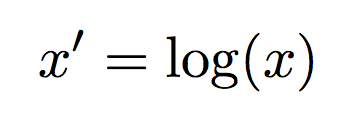 x′ = log(x)